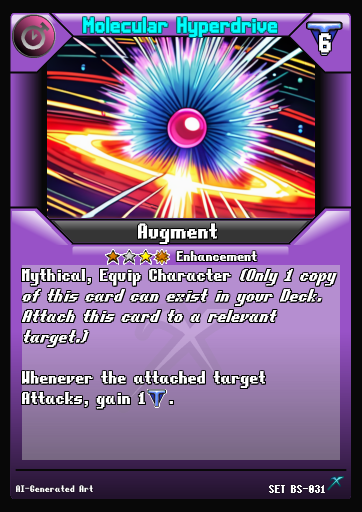 Molecular Hyperdrive
6
Augment
Enhancement
Mythical, Equip Character (Only 1 copy
of this card can exist in your Deck.
Attach this card to a relevant
target.)
Whenever the attached target
Attacks, gain 1 .
AI-Generated Art
SET BS-031